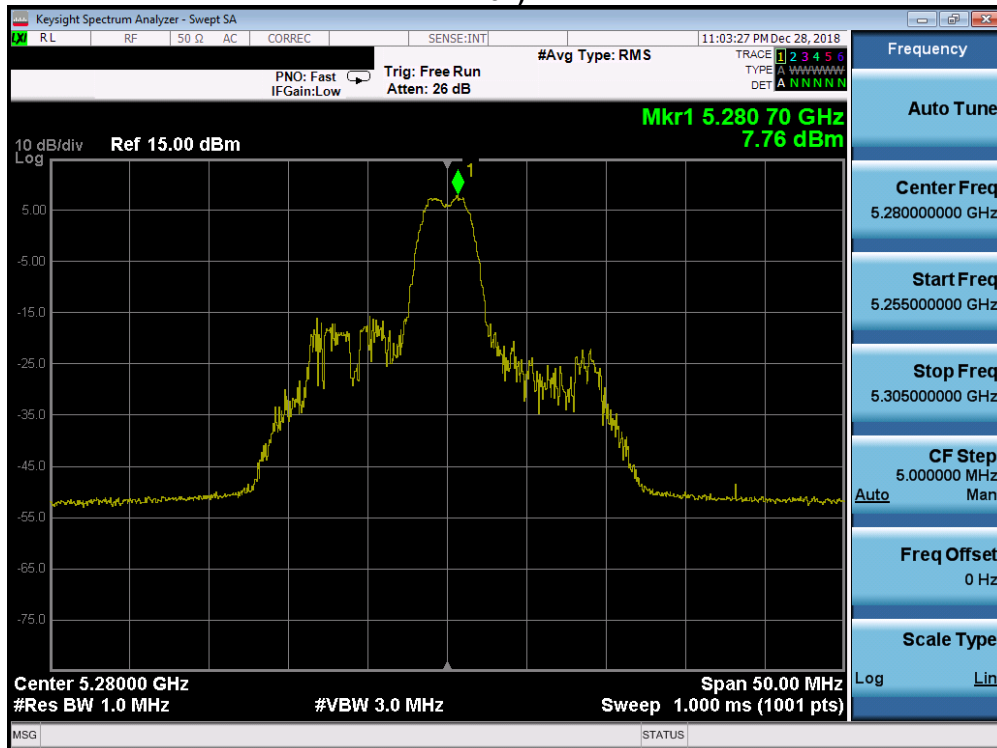 Keysight Spectrum Analyzer - Swept SA
LXI RL RF 50 Ω AC CORREC SENSE:INT 11:03:27 PM Dec 28, 2018
PNO: Fast
IFGain:Low
Trig: Free Run
Atten: 26 dB
#Avg Type: RMS
TRACE 1 2 3 4 5 6
TYPE A WWWWW
DET A N N N N N
Mkr1 5.280 70 GHz
7.76 dBm
10 dB/div Ref 15.00 dBm
Log
1
5.00
-5.00
-15.0
-25.0
-35.0
-45.0
-55.0
-65.0
-75.0
Center 5.28000 GHz Span 50.00 MHz
#Res BW 1.0 MHz #VBW 3.0 MHz Sweep 1.000 ms (1001 pts)
MSG STATUS
Frequency
Auto Tune
Center Freq
5.280000000 GHz
Start Freq
5.255000000 GHz
Stop Freq
5.305000000 GHz
CF Step
5.000000 MHz
Auto Man
Freq Offset
0 Hz
Scale Type
Log Lin